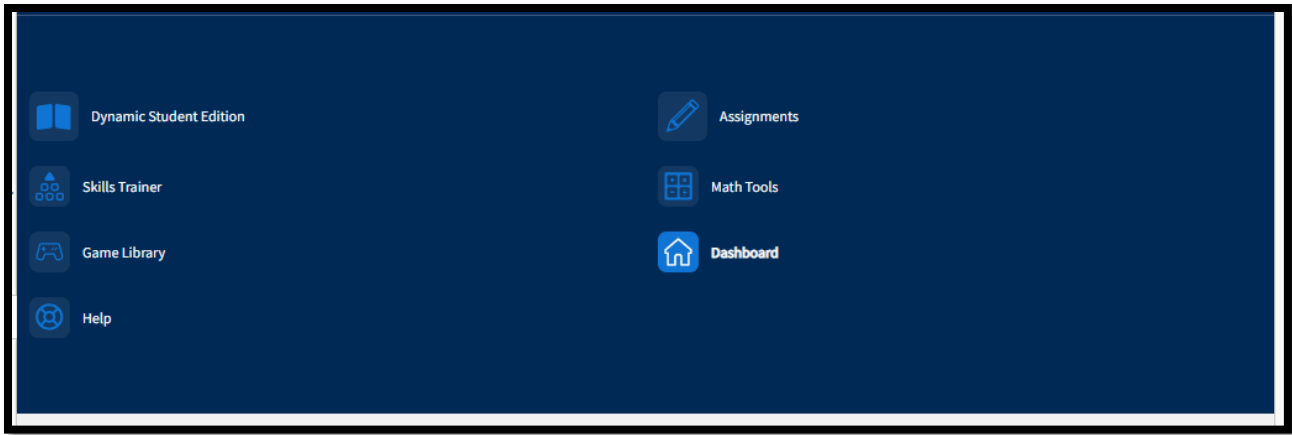 Dynamic Student Edition
Assignments
Skills Trainer
Math Tools
Game Library
Dashboard
Help